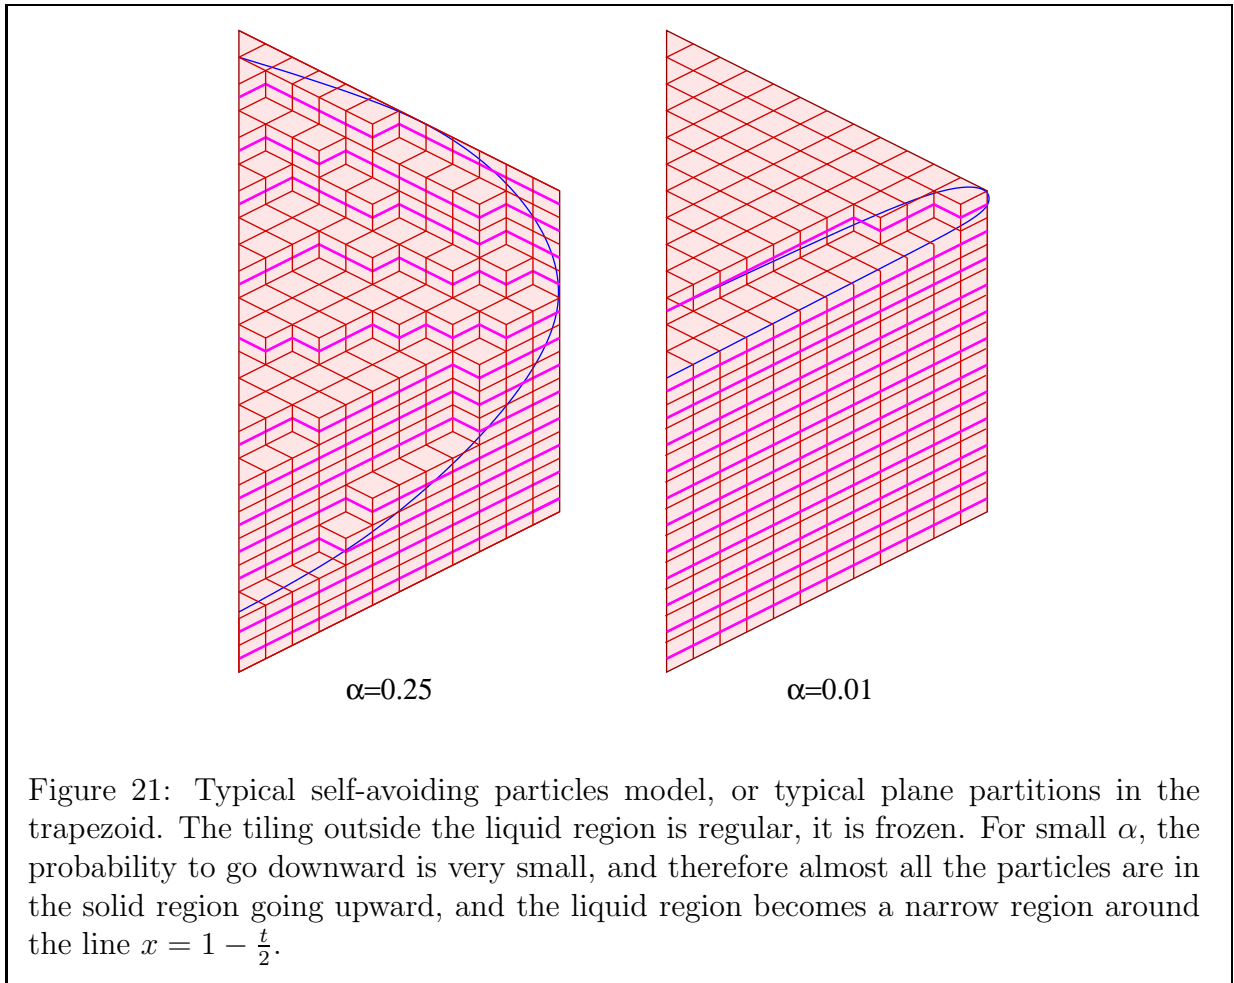 α=0.25 α=0.01
Figure 21: Typical self-avoiding particles model, or typical plane partitions in the
trapezoid. The tiling outside the liquid region is regular, it is frozen. For small α, the
probability to go downward is very small, and therefore almost all the particles are in
the solid region going upward, and the liquid region becomes a narrow region around
the line x = 1 − t/2.